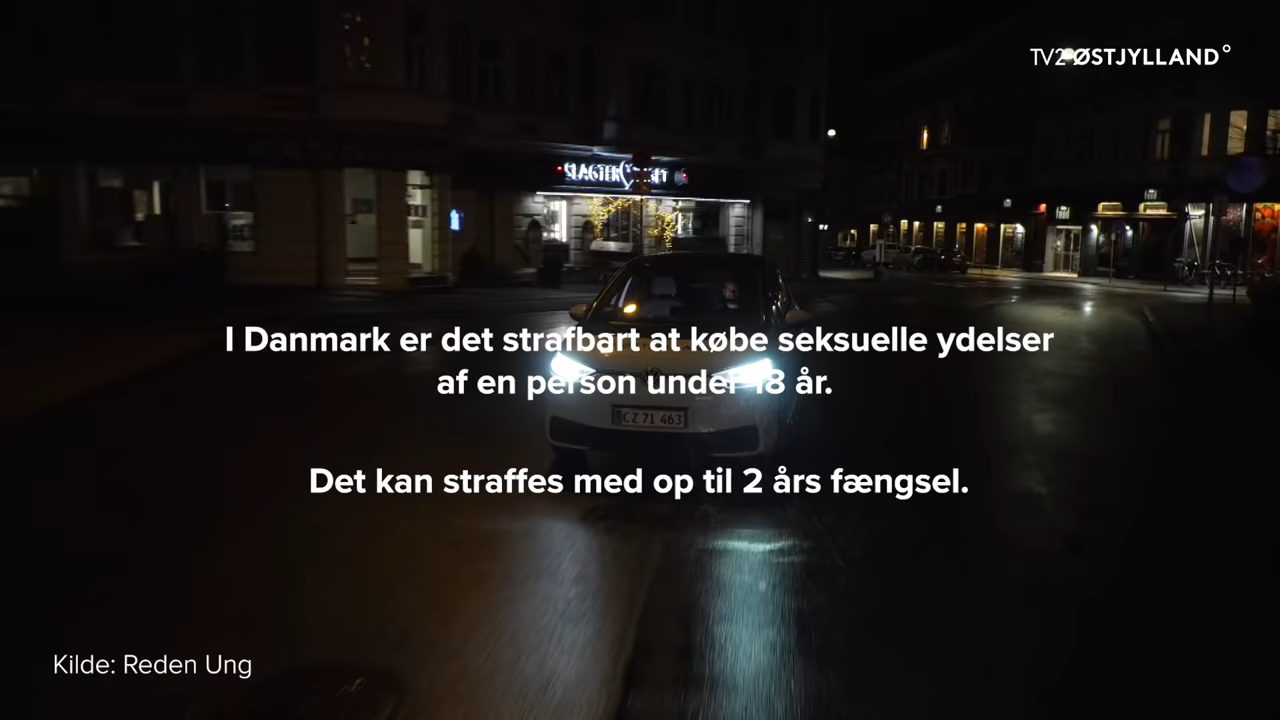 TV2 ØSTJYLLAND°
I Danmark er det strafbart at købe seksuelle ydelser
af en person under 18 år.
CZ 71 463
Det kan straffes med op til 2 års fængsel.
Kilde: Reden Ung